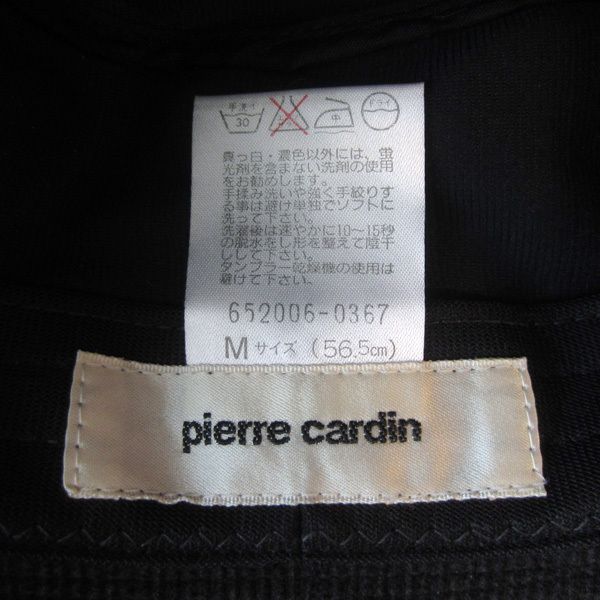 手洗イ 30 エンソサラシ 中 ドライ
真っ白・濃色以外には、蛍
光剤を含まない洗剤の使用
をお勧めします。
手揉み洗いや強く手絞りす
る事は避け単独でソフトに
洗って下さい。
洗濯後は速やかに10〜15秒
の脱水をし形を整えて陰干
しして下さい。
タンブラー乾燥機の使用は
避けて下さい。
652006-0367
M サイズ (56.5cm)
pierre cardin